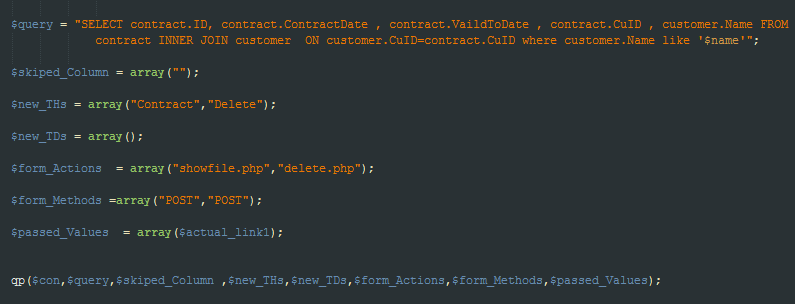 $query = "SELECT contract.ID, contract.ContractDate , contract.VaildToDate , contract.CuID , customer.Name FROM
contract INNER JOIN customer  ON customer.CuID=contract.CuID where customer.Name like '$name'";
$skiped_Column = array("");
$new_THs = array("Contract","Delete");
$new_TDs = array();
$form_Actions  = array("showfile.php","delete.php");
$form_Methods =array("POST","POST");
$passed_Values  = array($actual_link1);
qp($con,$query,$skiped_Column ,$new_THs,$new_TDs,$form_Actions,$form_Methods,$passed_Values);